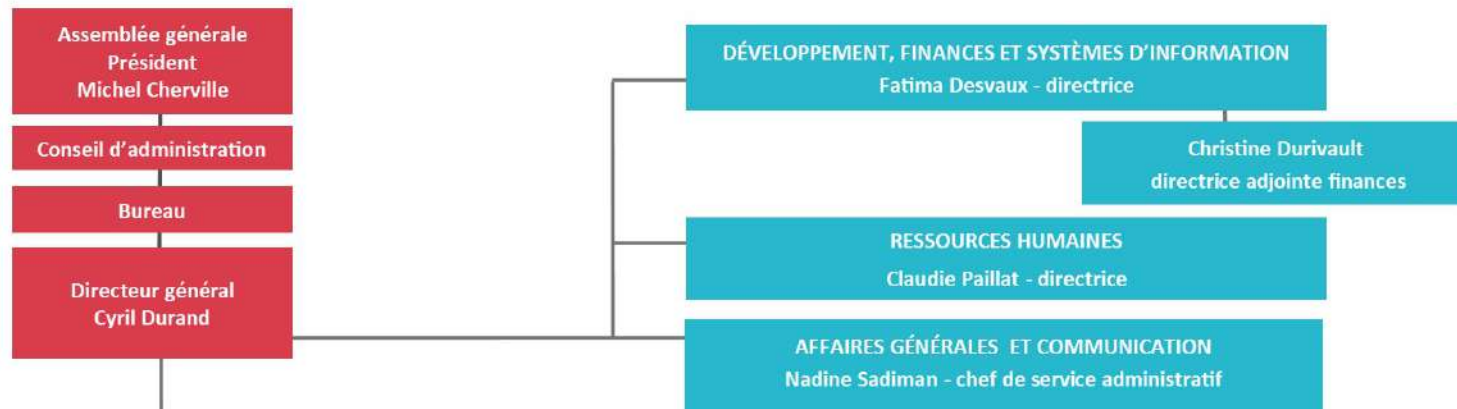 Assemblée générale
Président
Michel Cherville
Conseil d'administration
Bureau
Directeur général
Cyril Durand
DÉVELOPPEMENT, FINANCES ET SYSTÈMES D'INFORMATION
Fatima Desvaux - directrice
Christine Durivault
directrice adjointe finances
RESSOURCES HUMAINES
Claudie Paillat - directrice
AFFAIRES GÉNÉRALES ET COMMUNICATION
Nadine Sadiman - chef de service administratif